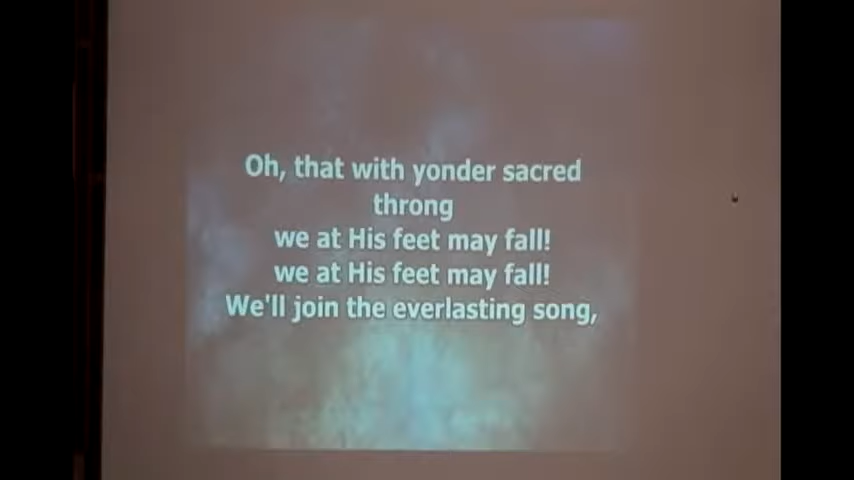 Oh, that with yonder sacred
throng
we at His feet may fall!
we at His feet may fall!
We'll join the everlasting song,